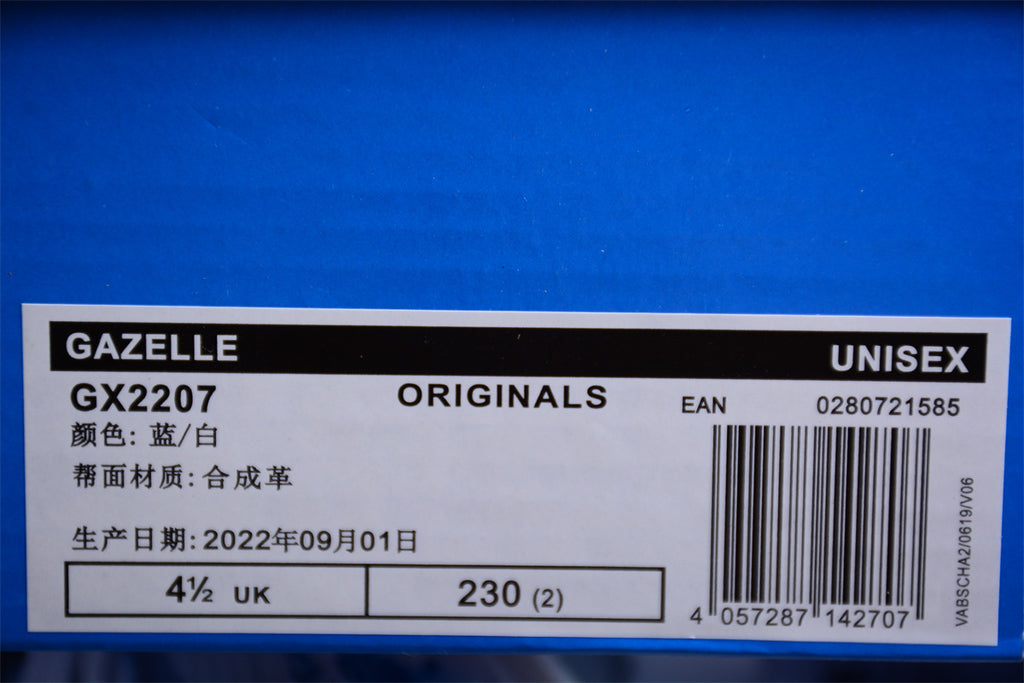 GAZELLE UNISEX
GX2207 ORIGINALS EAN 0280721585
颜色: 蓝/白
帮面材质: 合成革
生产日期: 2022年09月01日
4½ UK 230 (2)
4 057287 142707
VABSCHA2/0619/V06